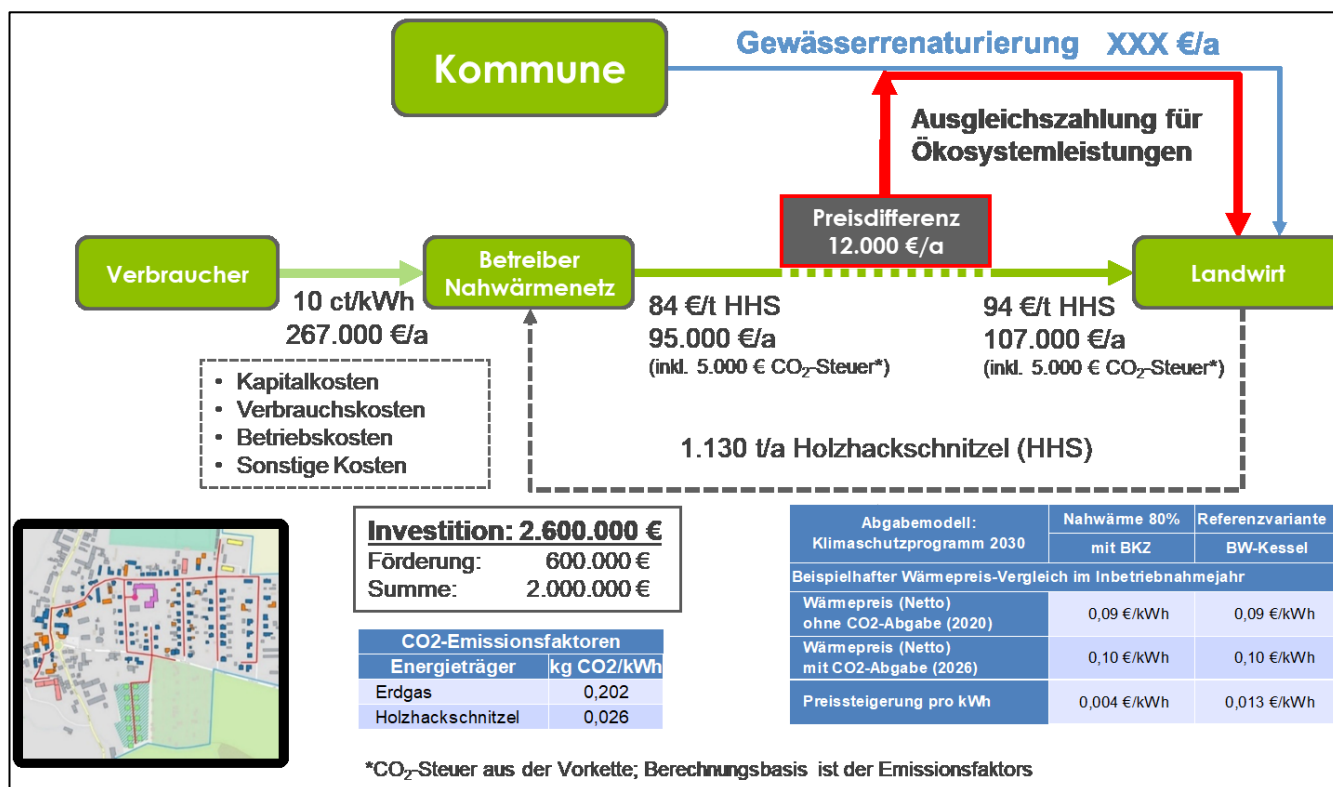 Kommune
Gewässerrenaturierung XXX €/a
Ausgleichszahlung für
Ökosystemleistungen
Preisdifferenz
12.000 €/a
Verbraucher
Betreiber
Nahwärmenetz
Landwirt
10 ct/kWh
267.000 €/a
84 €/t HHS
95.000 €/a
(inkl. 5.000 € CO₂-Steuer*)
94 €/t HHS
107.000 €/a
(inkl. 5.000 € CO₂-Steuer*)
• Kapitalkosten
• Verbrauchskosten
• Betriebskosten
• Sonstige Kosten
1.130 t/a Holzhackschnitzel (HHS)
Investition: 2.600.000 €
Förderung: 600.000 €
Summe: 2.000.000 €
CO2-Emissionsfaktoren
Energieträger kg CO2/kWh
Erdgas 0,202
Holzhackschnitzel 0,026
Abgabemodell:
Klimaschutzprogramm 2030
Nahwärme 80% Referenzvariante
mit BKZ BW-Kessel
Beispielhafter Wärmepreis-Vergleich im Inbetriebnahmejahr
Wärmepreis (Netto)
ohne CO2-Abgabe (2020) 0,09 €/kWh 0,09 €/kWh
Wärmepreis (Netto)
mit CO2-Abgabe (2026) 0,10 €/kWh 0,10 €/kWh
Preissteigerung pro kWh 0,004 €/kWh 0,013 €/kWh
*CO₂-Steuer aus der Vorkette; Berechnungsbasis ist der Emissionsfaktors